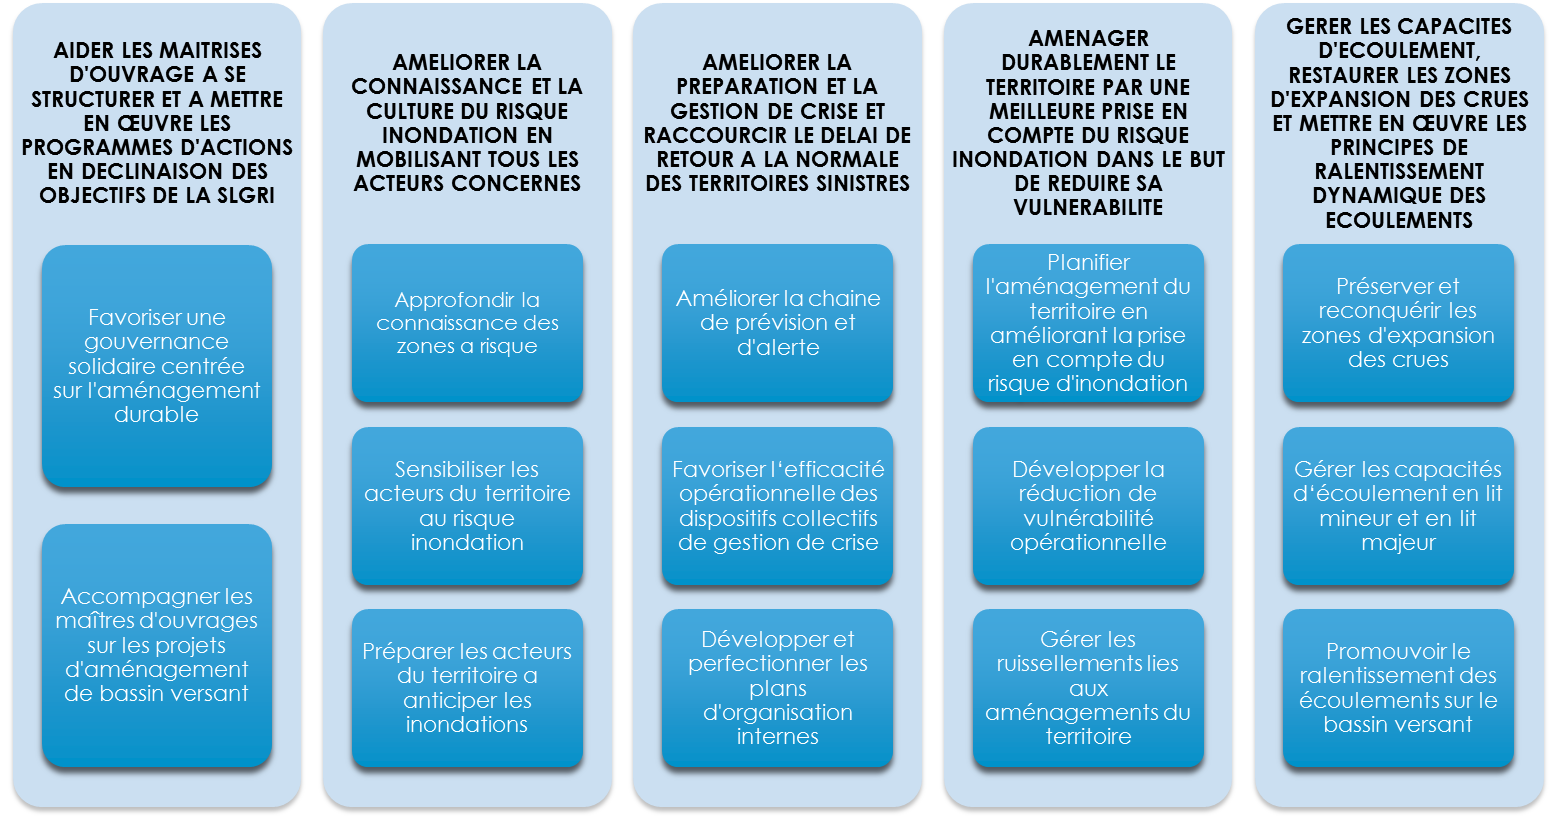 AIDER LES MAITRISES
D'OUVRAGE A SE
STRUCTURER ET A METTRE
EN ŒUVRE LES
PROGRAMMES D'ACTIONS
EN DECLINAISON DES
OBJECTIFS DE LA SLGRI
Favoriser une
gouvernance
solidaire centrée
sur l'aménagement
durable
Accompagner les
maîtres d'ouvrages
sur les projets
d'aménagement
de bassin versant
AMELIORER LA
CONNAISSANCE ET LA
CULTURE DU RISQUE
INONDATION EN
MOBILISANT TOUS LES
ACTEURS CONCERNES
Approfondir la
connaissance des
zones a risque
Sensibiliser les
acteurs du territoire
au risque
inondation
Préparer les acteurs
du territoire a
anticiper les
inondations
AMELIORER LA
PREPARATION ET LA
GESTION DE CRISE ET
RACCOURCIR LE DELAI DE
RETOUR A LA NORMALE
DES TERRITOIRES SINISTRES
Améliorer la chaine
de prévision et
d'alerte
Favoriser l‘efficacité
opérationnelle des
dispositifs collectifs
de gestion de crise
Développer et
perfectionner les
plans
d'organisation
internes
AMENAGER
DURABLEMENT LE
TERRITOIRE PAR UNE
MEILLEURE PRISE EN
COMPTE DU RISQUE
INONDATION DANS LE BUT
DE REDUIRE SA
VULNERABILITE
Planifier
l'aménagement du
territoire en
améliorant la prise
en compte du
risque d'inondation
Développer la
réduction de
vulnérabilité
opérationnelle
Gérer les
ruissellements lies
aux
aménagements du
territoire
GERER LES CAPACITES
D'ECOULEMENT,
RESTAURER LES ZONES
D'EXPANSION DES CRUES
ET METTRE EN ŒUVRE LES
PRINCIPES DE
RALENTISSEMENT
DYNAMIQUE DES
ECOULEMENTS
Préserver et
reconquérir les
zones d'expansion
des crues
Gérer les capacités
d‘écoulement en lit
mineur et en lit
majeur
Promouvoir le
ralentissement des
écoulements sur le
bassin versant